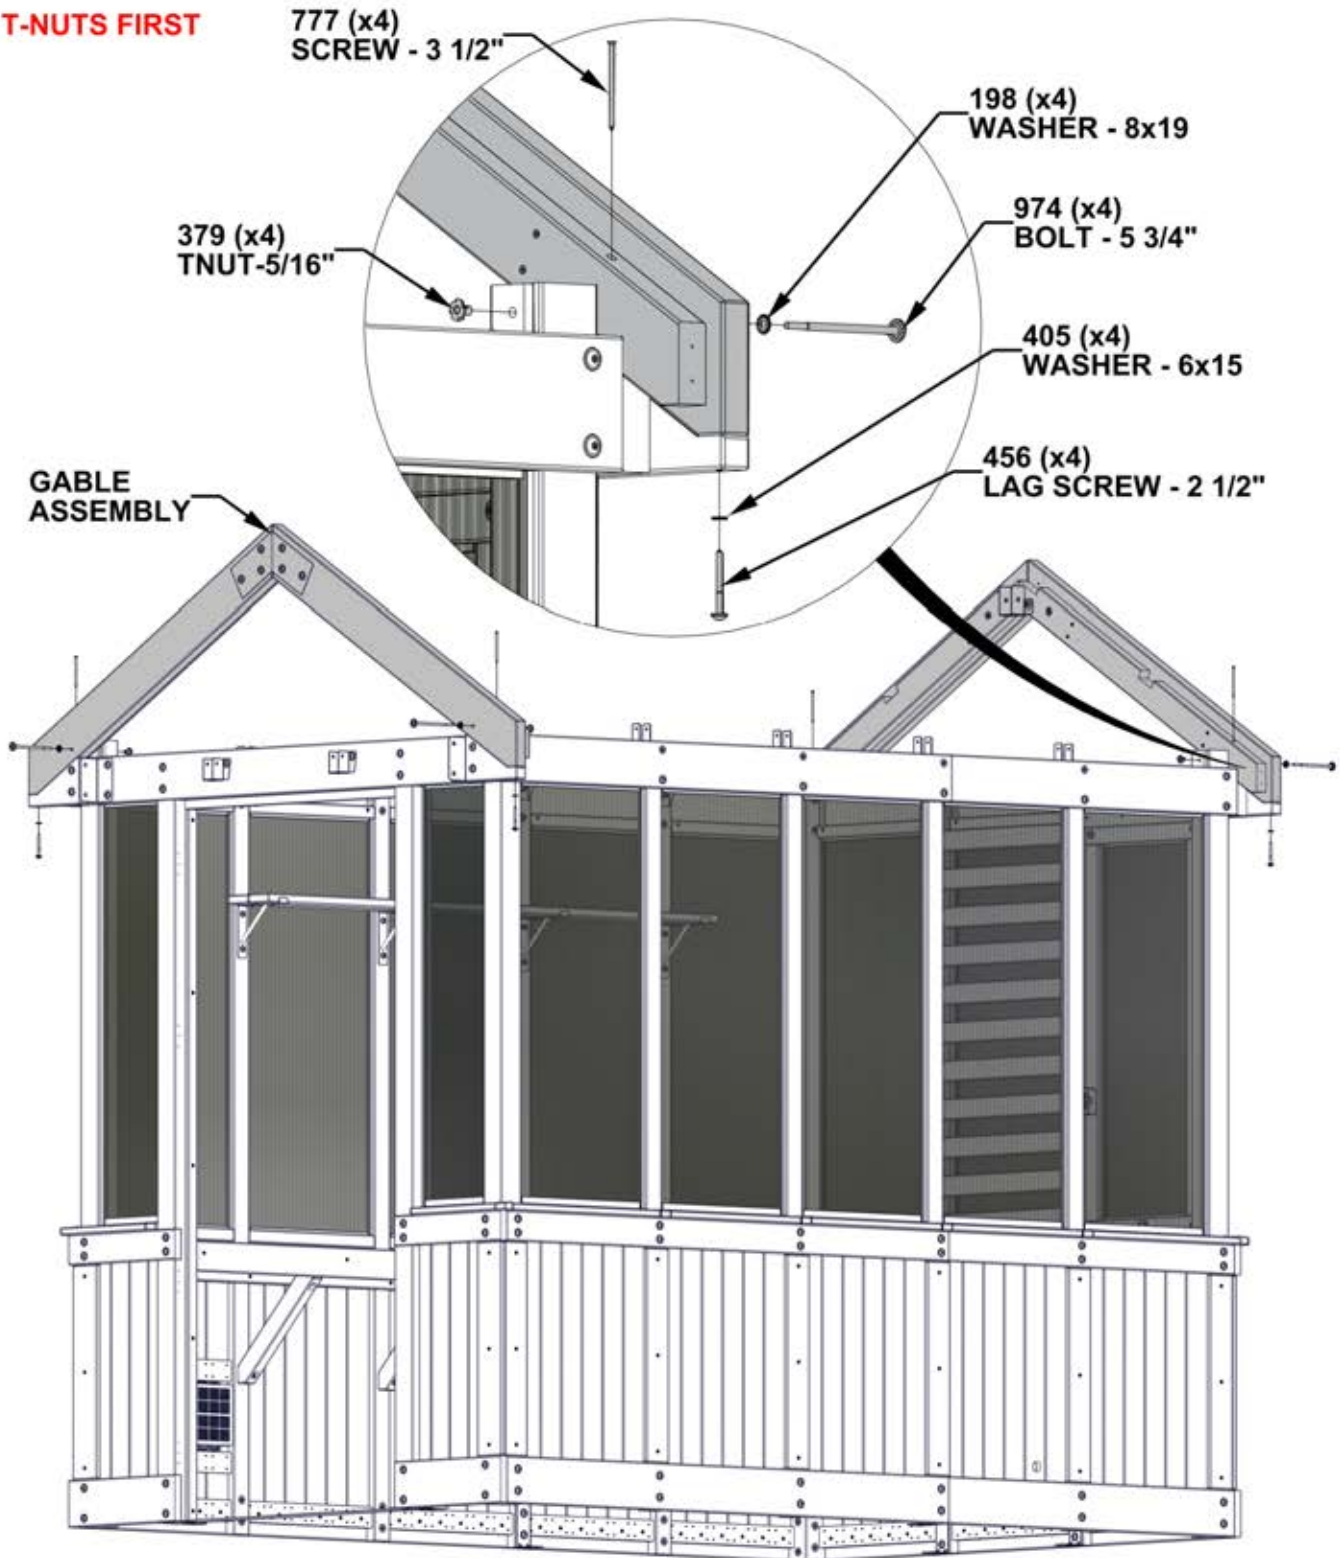 T-NUTS FIRST
777 (x4)
SCREW - 3 1/2"
198 (x4)
WASHER - 8x19
974 (x4)
BOLT - 5 3/4"
379 (x4)
TNUT-5/16"
405 (x4)
WASHER - 6x15
456 (x4)
LAG SCREW - 2 1/2"
GABLE
ASSEMBLY